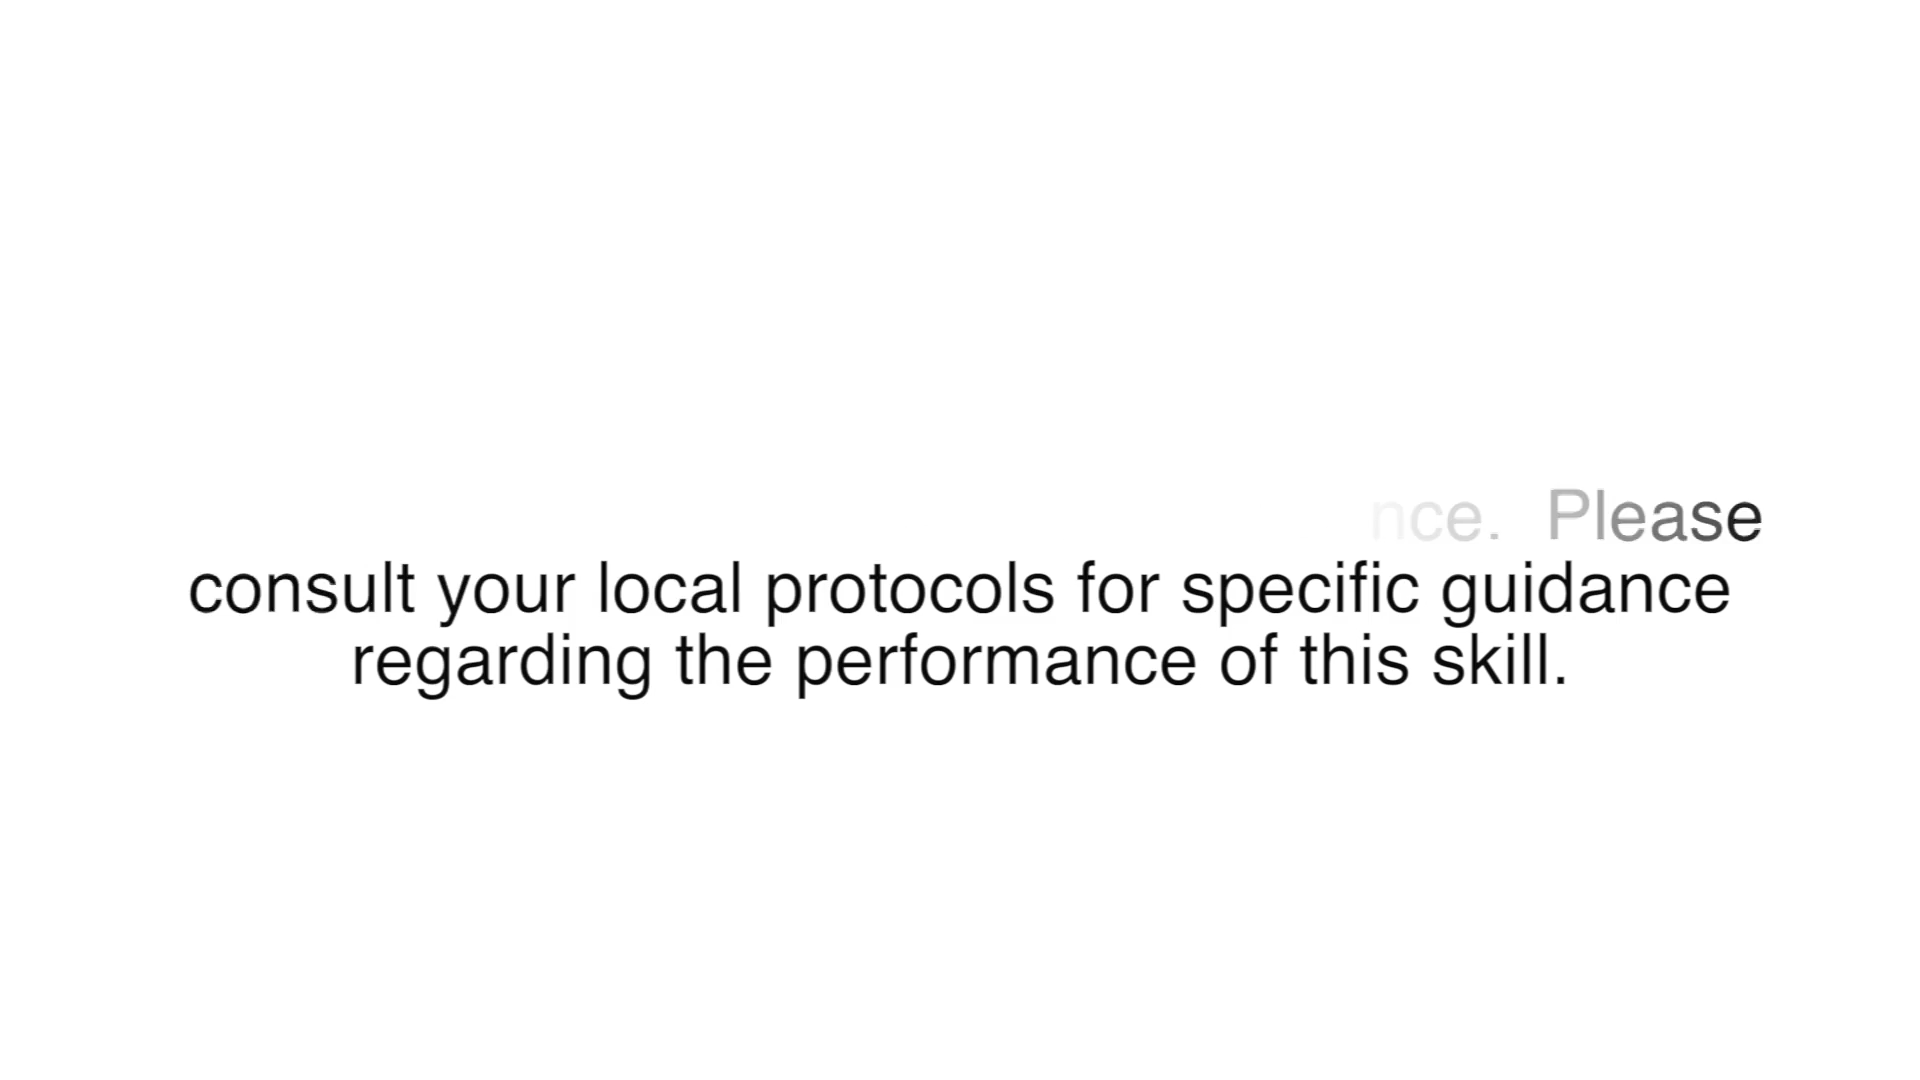 nce. Please
consult your local protocols for specific guidance
regarding the performance of this skill.